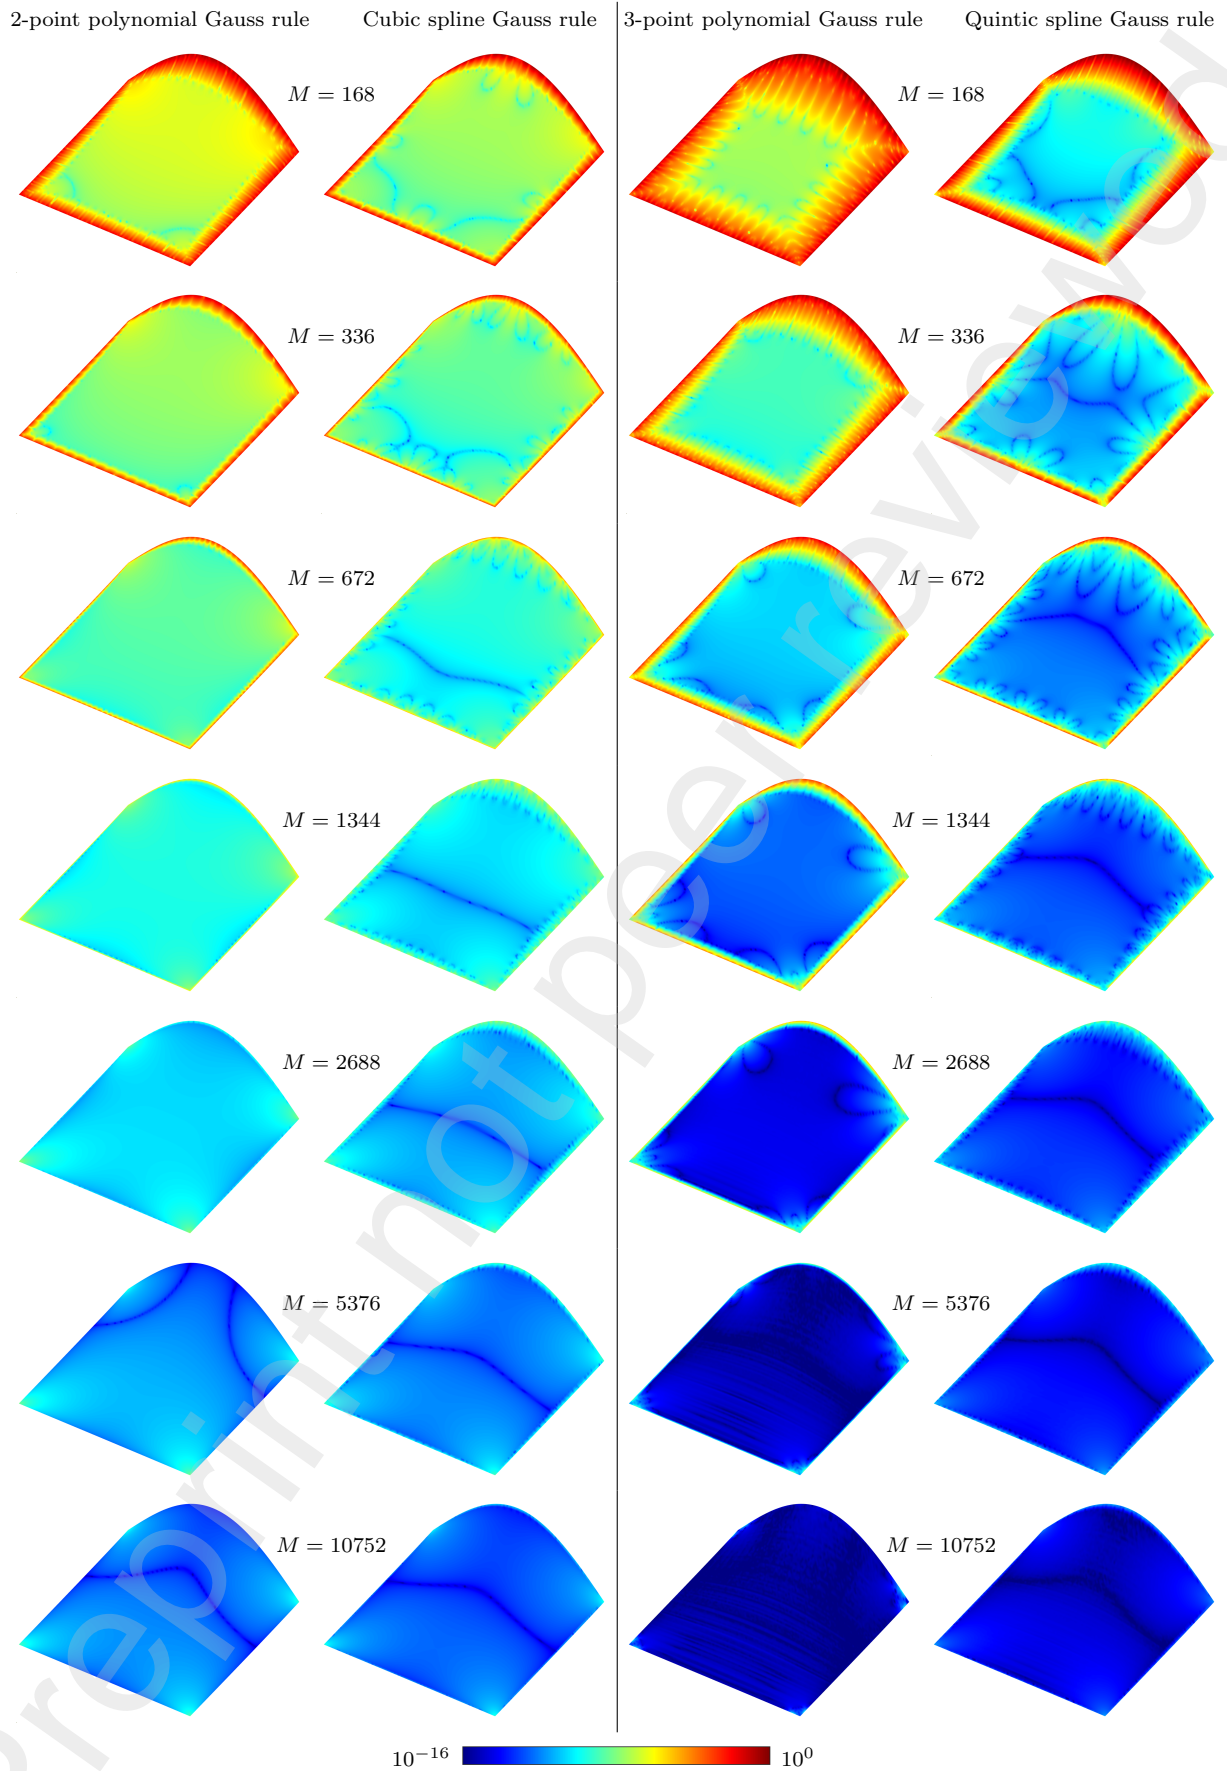 2-point polynomial Gauss rule Cubic spline Gauss rule 3-point polynomial Gauss rule Quintic spline Gauss rule
M = 168 M = 168
M = 336 M = 336
M = 672 M = 672
M = 1344 M = 1344
M = 2688 M = 2688
M = 5376 M = 5376
M = 10752 M = 10752
10^{-16} 10^{0}
Preprint not peer reviewed